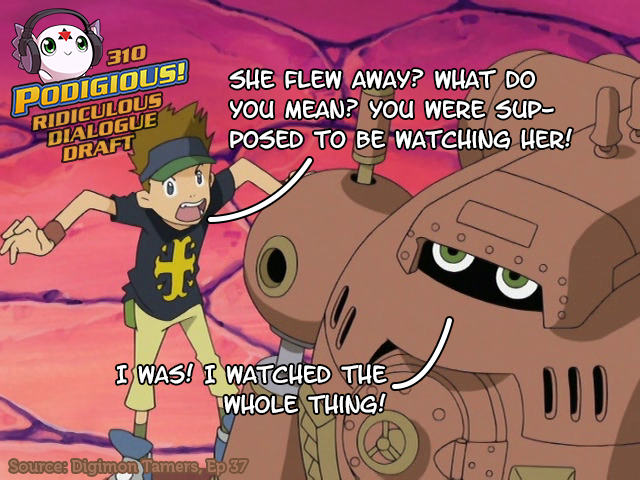 310
PODIGIOUS!
RIDICULOUS
DIALOGUE
DRAFT
SHE FLEW AWAY? WHAT DO
YOU MEAN? YOU WERE SUP-
POSED TO BE WATCHING HER!
I WAS! I WATCHED THE
WHOLE THING!
Source: Digimon Tamers, Ep 37